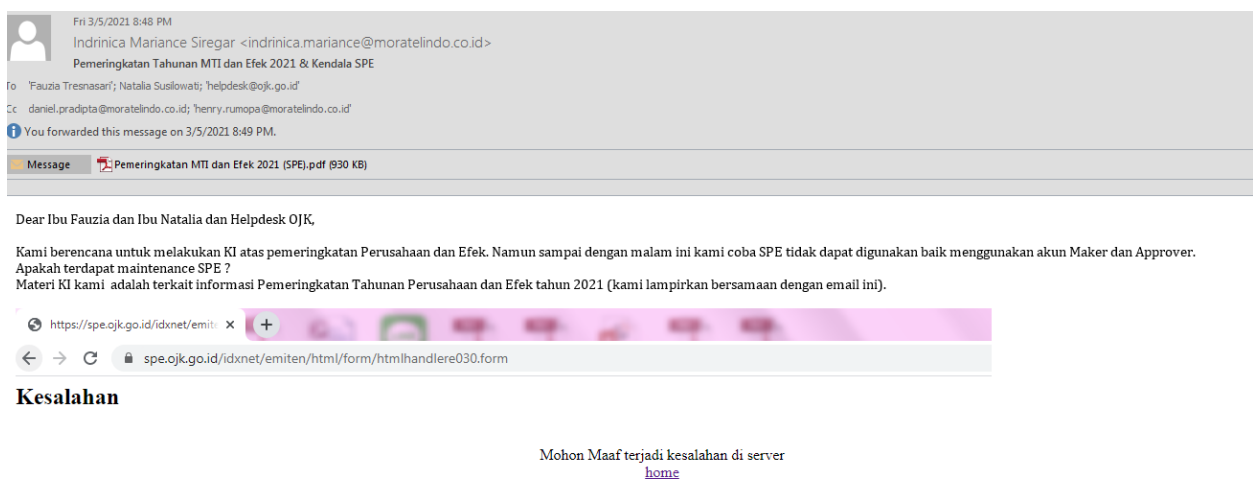 Fri 3/5/2021 8:48 PM
Indrinica Mariance Siregar <indrinica.mariance@moratelindo.co.id>
Pemeringkatan Tahunan MTI dan Efek 2021 & Kendala SPE
To 'Fauzia Tresnasari'; Natalia Susilowati; 'helpdesk@ojk.go.id'
Cc daniel.pradipta@moratelindo.co.id; 'henry.rumopa@moratelindo.co.id'
You forwarded this message on 3/5/2021 8:49 PM.
Message Pemeringkatan MTI dan Efek 2021 (SPE).pdf (930 KB)
Dear Ibu Fauzia dan Ibu Natalia dan Helpdesk OJK,
Kami berencana untuk melakukan KI atas pemeringkatan Perusahaan dan Efek. Namun sampai dengan malam ini kami coba SPE tidak dapat digunakan baik menggunakan akun Maker dan Approver.
Apakah terdapat maintenance SPE ?
Materi KI kami adalah terkait informasi Pemeringkatan Tahunan Perusahaan dan Efek tahun 2021 (kami lampirkan bersamaan dengan email ini).
https://spe.ojk.go.id/idxnet/emite
spe.ojk.go.id/idxnet/emiten/html/form/htmlhandlere030.form
Kesalahan
Mohon Maaf terjadi kesalahan di server
home